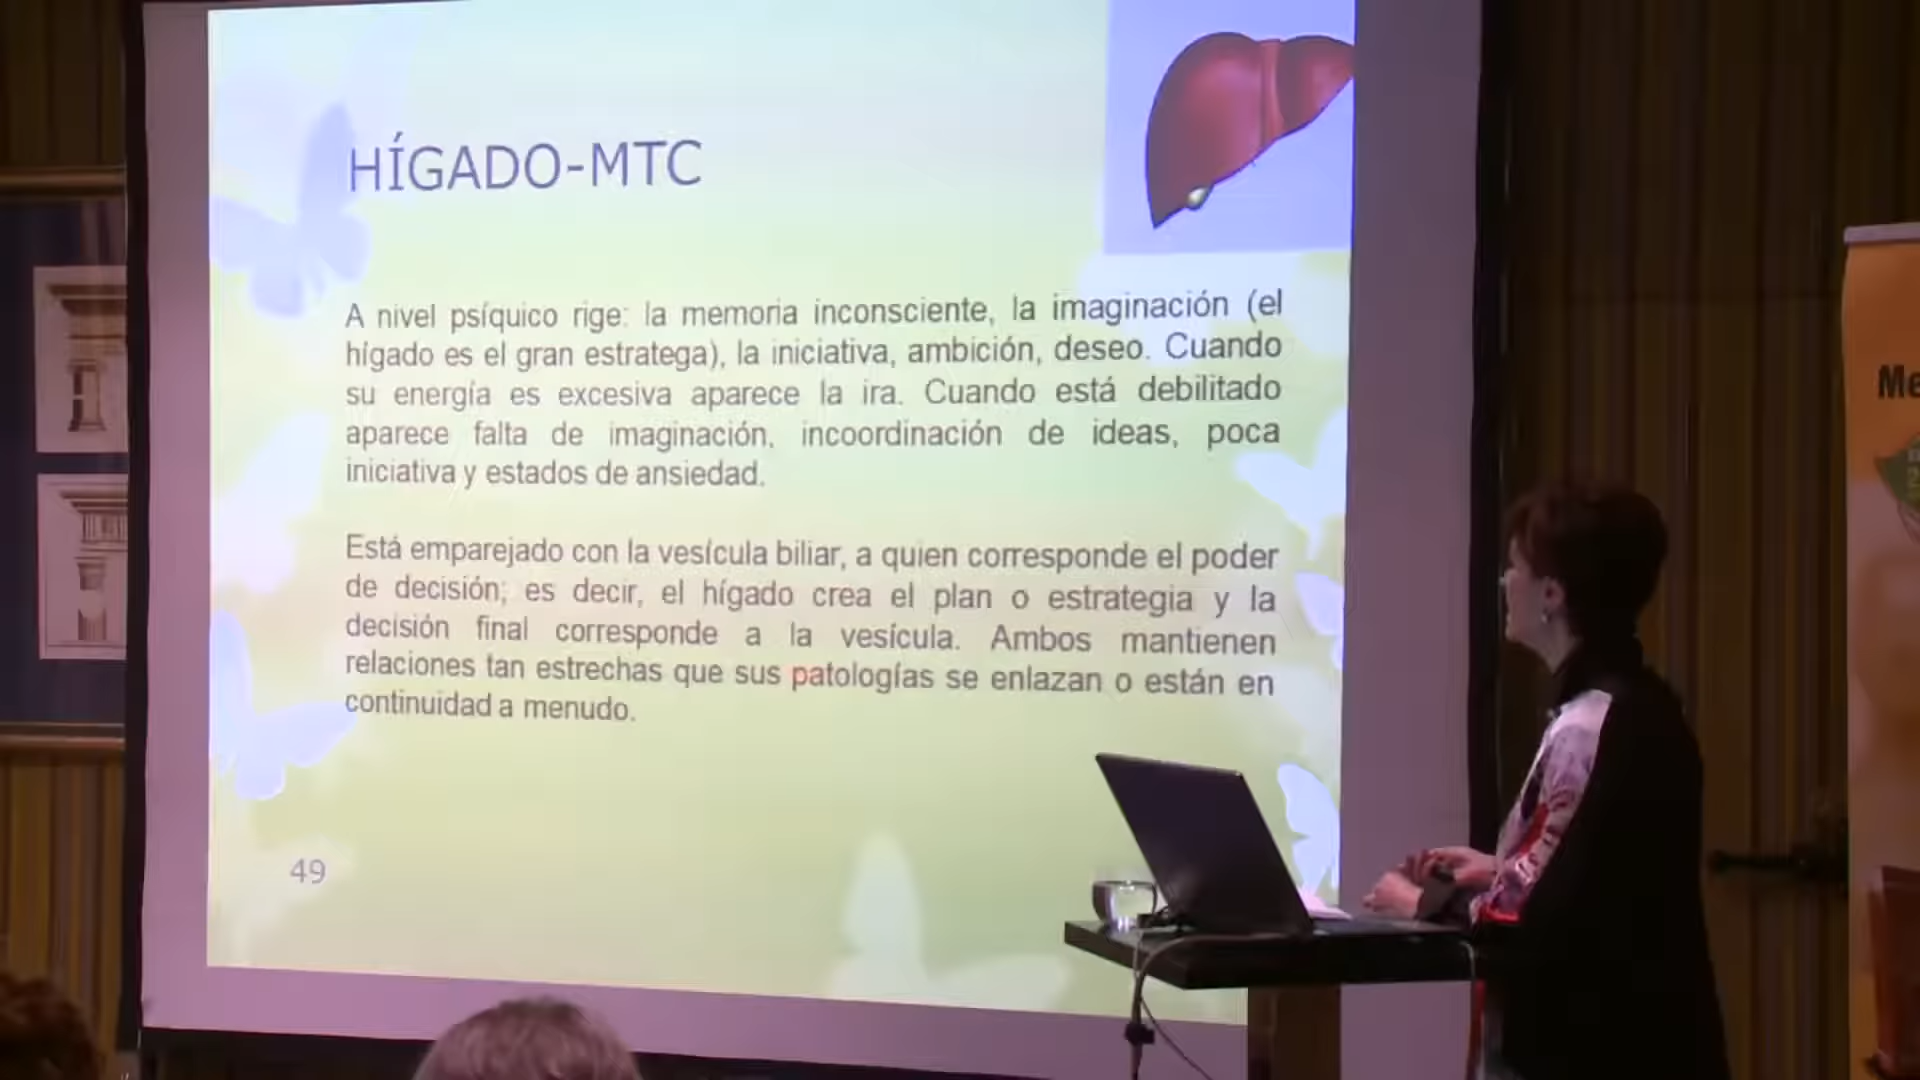 HÍGADO-MTC
A nivel psíquico rige: la memoria inconsciente, la imaginación (el
hígado es el gran estratega), la iniciativa, ambición, deseo. Cuando
su energía es excesiva aparece la ira. Cuando está debilitado
aparece falta de imaginación, incoordinación de ideas, poca
iniciativa y estados de ansiedad.
Está emparejado con la vesícula biliar, a quien corresponde el poder
de decisión; es decir, el hígado crea el plan o estrategia y la
decisión final corresponde a la vesícula. Ambos mantienen
relaciones tan estrechas que sus patologías se enlazan o están en
continuidad a menudo.
49
Me